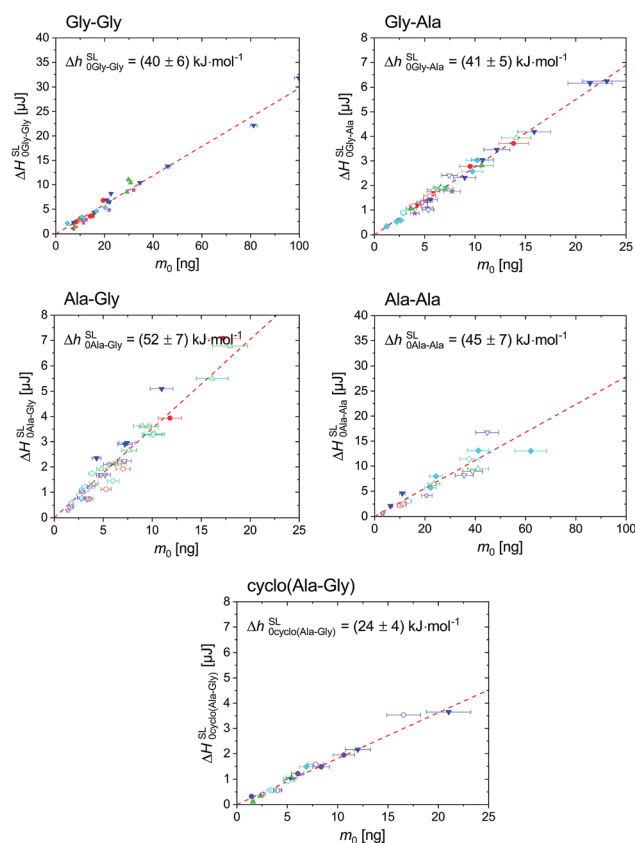 Gly-Gly
Δh SL 0Gly-Gly = (40 ± 6) kJ·mol-1
ΔH SL 0Gly-Gly [µJ]
40
35
30
25
20
15
10
5
0
0 20 40 60 80 100
m0 [ng]
Gly-Ala
Δh SL 0Gly-Ala = (41 ± 5) kJ·mol-1
ΔH SL 0Gly-Ala [µJ]
8
7
6
5
4
3
2
1
0
0 5 10 15 20 25
m0 [ng]
Ala-Gly
Δh SL 0Ala-Gly = (52 ± 7) kJ·mol-1
ΔH SL 0Ala-Gly [µJ]
8
7
6
5
4
3
2
1
0
0 5 10 15 20 25
m0 [ng]
Ala-Ala
Δh SL 0Ala-Ala = (45 ± 7) kJ·mol-1
ΔH SL 0Ala-Ala [µJ]
40
35
30
25
20
15
10
5
0
0 20 40 60 80 100
m0 [ng]
cyclo(Ala-Gly)
Δh SL 0cyclo(Ala-Gly) = (24 ± 4) kJ·mol-1
ΔH SL 0cyclo(Ala-Gly) [µJ]
8
7
6
5
4
3
2
1
0
0 5 10 15 20 25
m0 [ng]